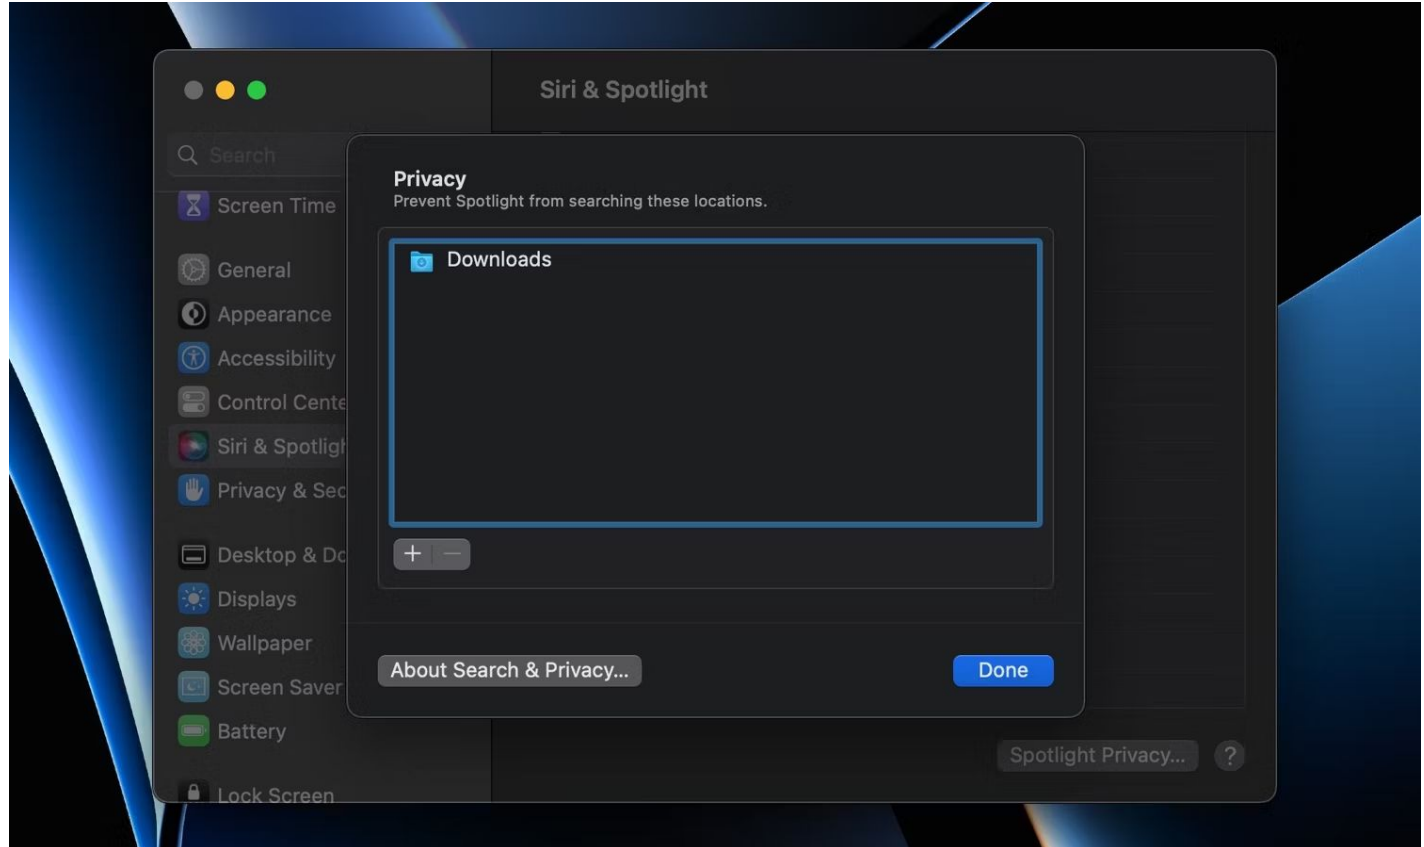 Siri & Spotlight
Search
Screen Time
General
Appearance
Accessibility
Control Cente
Siri & Spotligh
Privacy & Sec
Desktop & Do
Displays
Wallpaper
Screen Saver
Battery
Lock Screen
Privacy
Prevent Spotlight from searching these locations.
Downloads
About Search & Privacy...
Done
Spotlight Privacy...
?